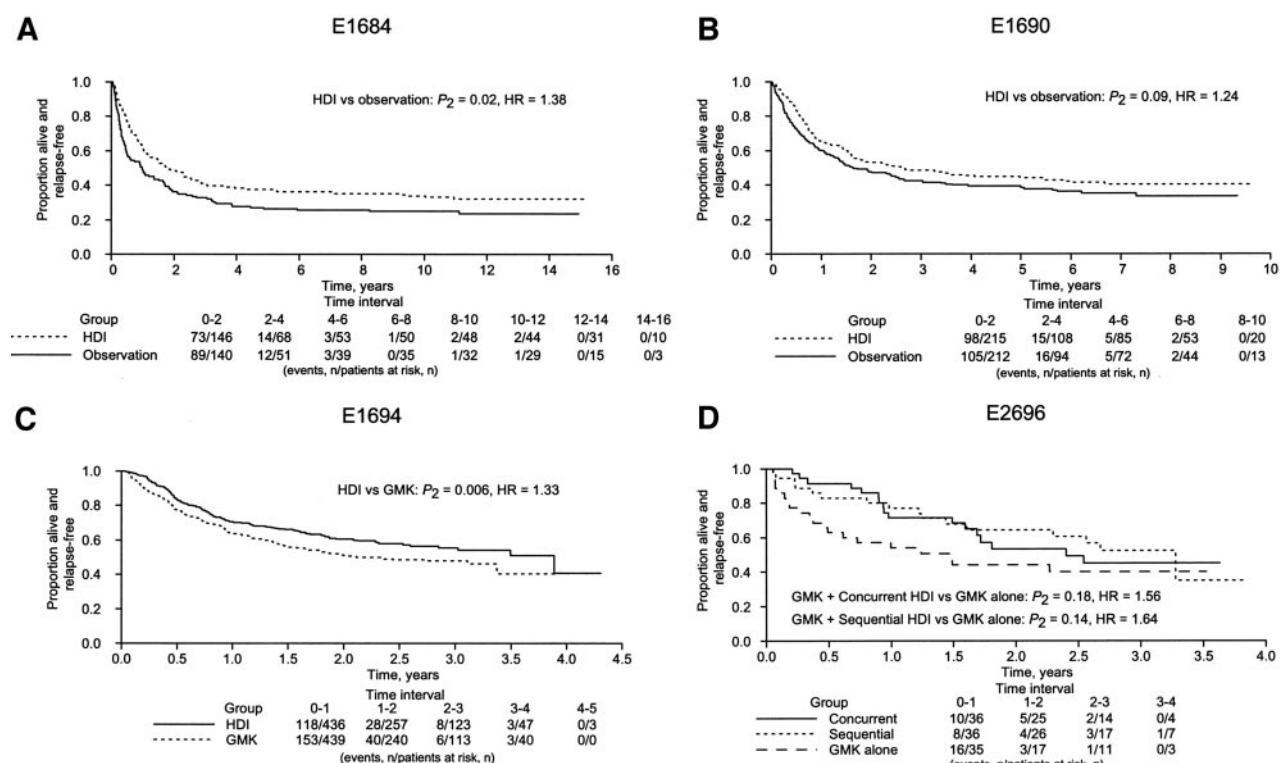 A
E1684
HDI vs observation: P2 = 0.02, HR = 1.38
Proportion alive and
relapse-free
1.0
0.8
0.6
0.4
0.2
0.0
0 2 4 6 8 10 12 14 16
Time, years
Time interval
Group 0-2 2-4 4-6 6-8 8-10 10-12 12-14 14-16
HDI 73/146 14/68 3/53 1/50 2/48 2/44 0/31 0/10
Observation 89/140 12/51 3/39 0/35 1/32 1/29 0/15 0/3
(events, n/patients at risk, n)
B
E1690
HDI vs observation: P2 = 0.09, HR = 1.24
Proportion alive and
relapse-free
1.0
0.8
0.6
0.4
0.2
0.0
0 1 2 3 4 5 6 7 8 9 10
Time, years
Time interval
Group 0-2 2-4 4-6 6-8 8-10
HDI 98/215 15/108 5/85 2/53 0/20
Observation 105/212 16/94 5/72 2/44 0/13
(events, n/patients at risk, n)
C
E1694
HDI vs GMK: P2 = 0.006, HR = 1.33
Proportion alive and
relapse-free
1.0
0.8
0.6
0.4
0.2
0.0
0.0 0.5 1.0 1.5 2.0 2.5 3.0 3.5 4.0 4.5
Time, years
Time interval
Group 0-1 1-2 2-3 3-4 4-5
HDI 118/436 28/257 8/123 3/47 0/3
GMK 153/439 40/240 6/113 3/40 0/0
(events, n/patients at risk, n)
D
E2696
Proportion alive and
relapse-free
1.0
0.8
0.6
0.4
0.2
0.0
GMK + Concurrent HDI vs GMK alone: P2 = 0.18, HR = 1.56
GMK + Sequential HDI vs GMK alone: P2 = 0.14, HR = 1.64
0.0 0.5 1.0 1.5 2.0 2.5 3.0 3.5 4.0
Time, years
Time interval
Group 0-1 1-2 2-3 3-4
Concurrent 10/36 5/25 2/14 0/4
Sequential 8/36 4/26 3/17 1/7
GMK alone 16/35 3/17 1/11 0/3
(events, n/patients at risk, n)